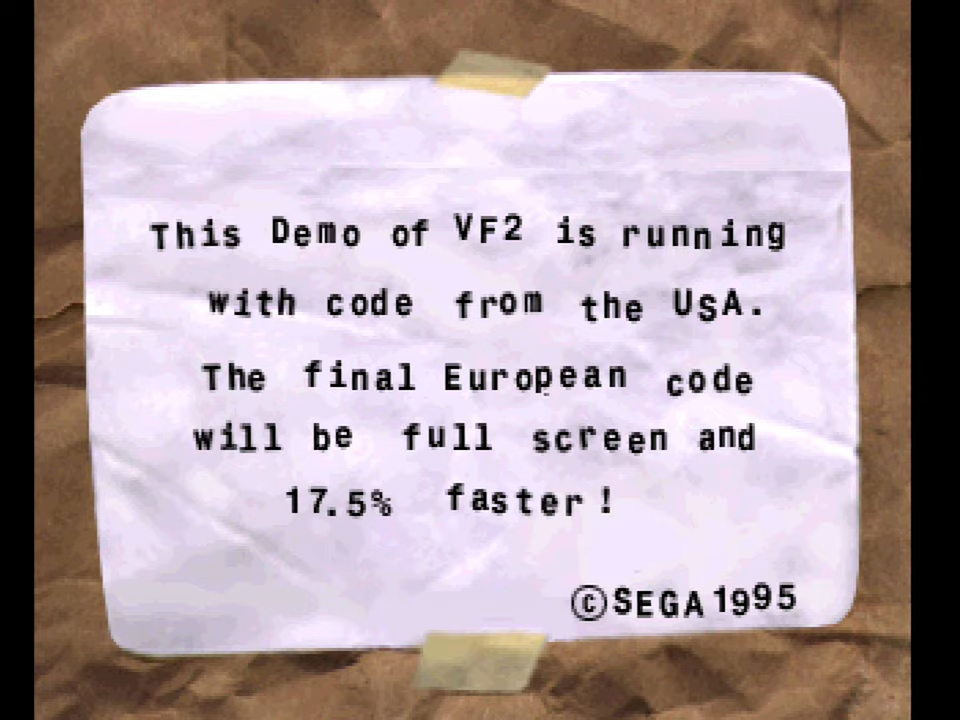 This Demo of VF2 is running
with code from the USA.
The final European code
will be full screen and
17.5% faster!
©SEGA 1995